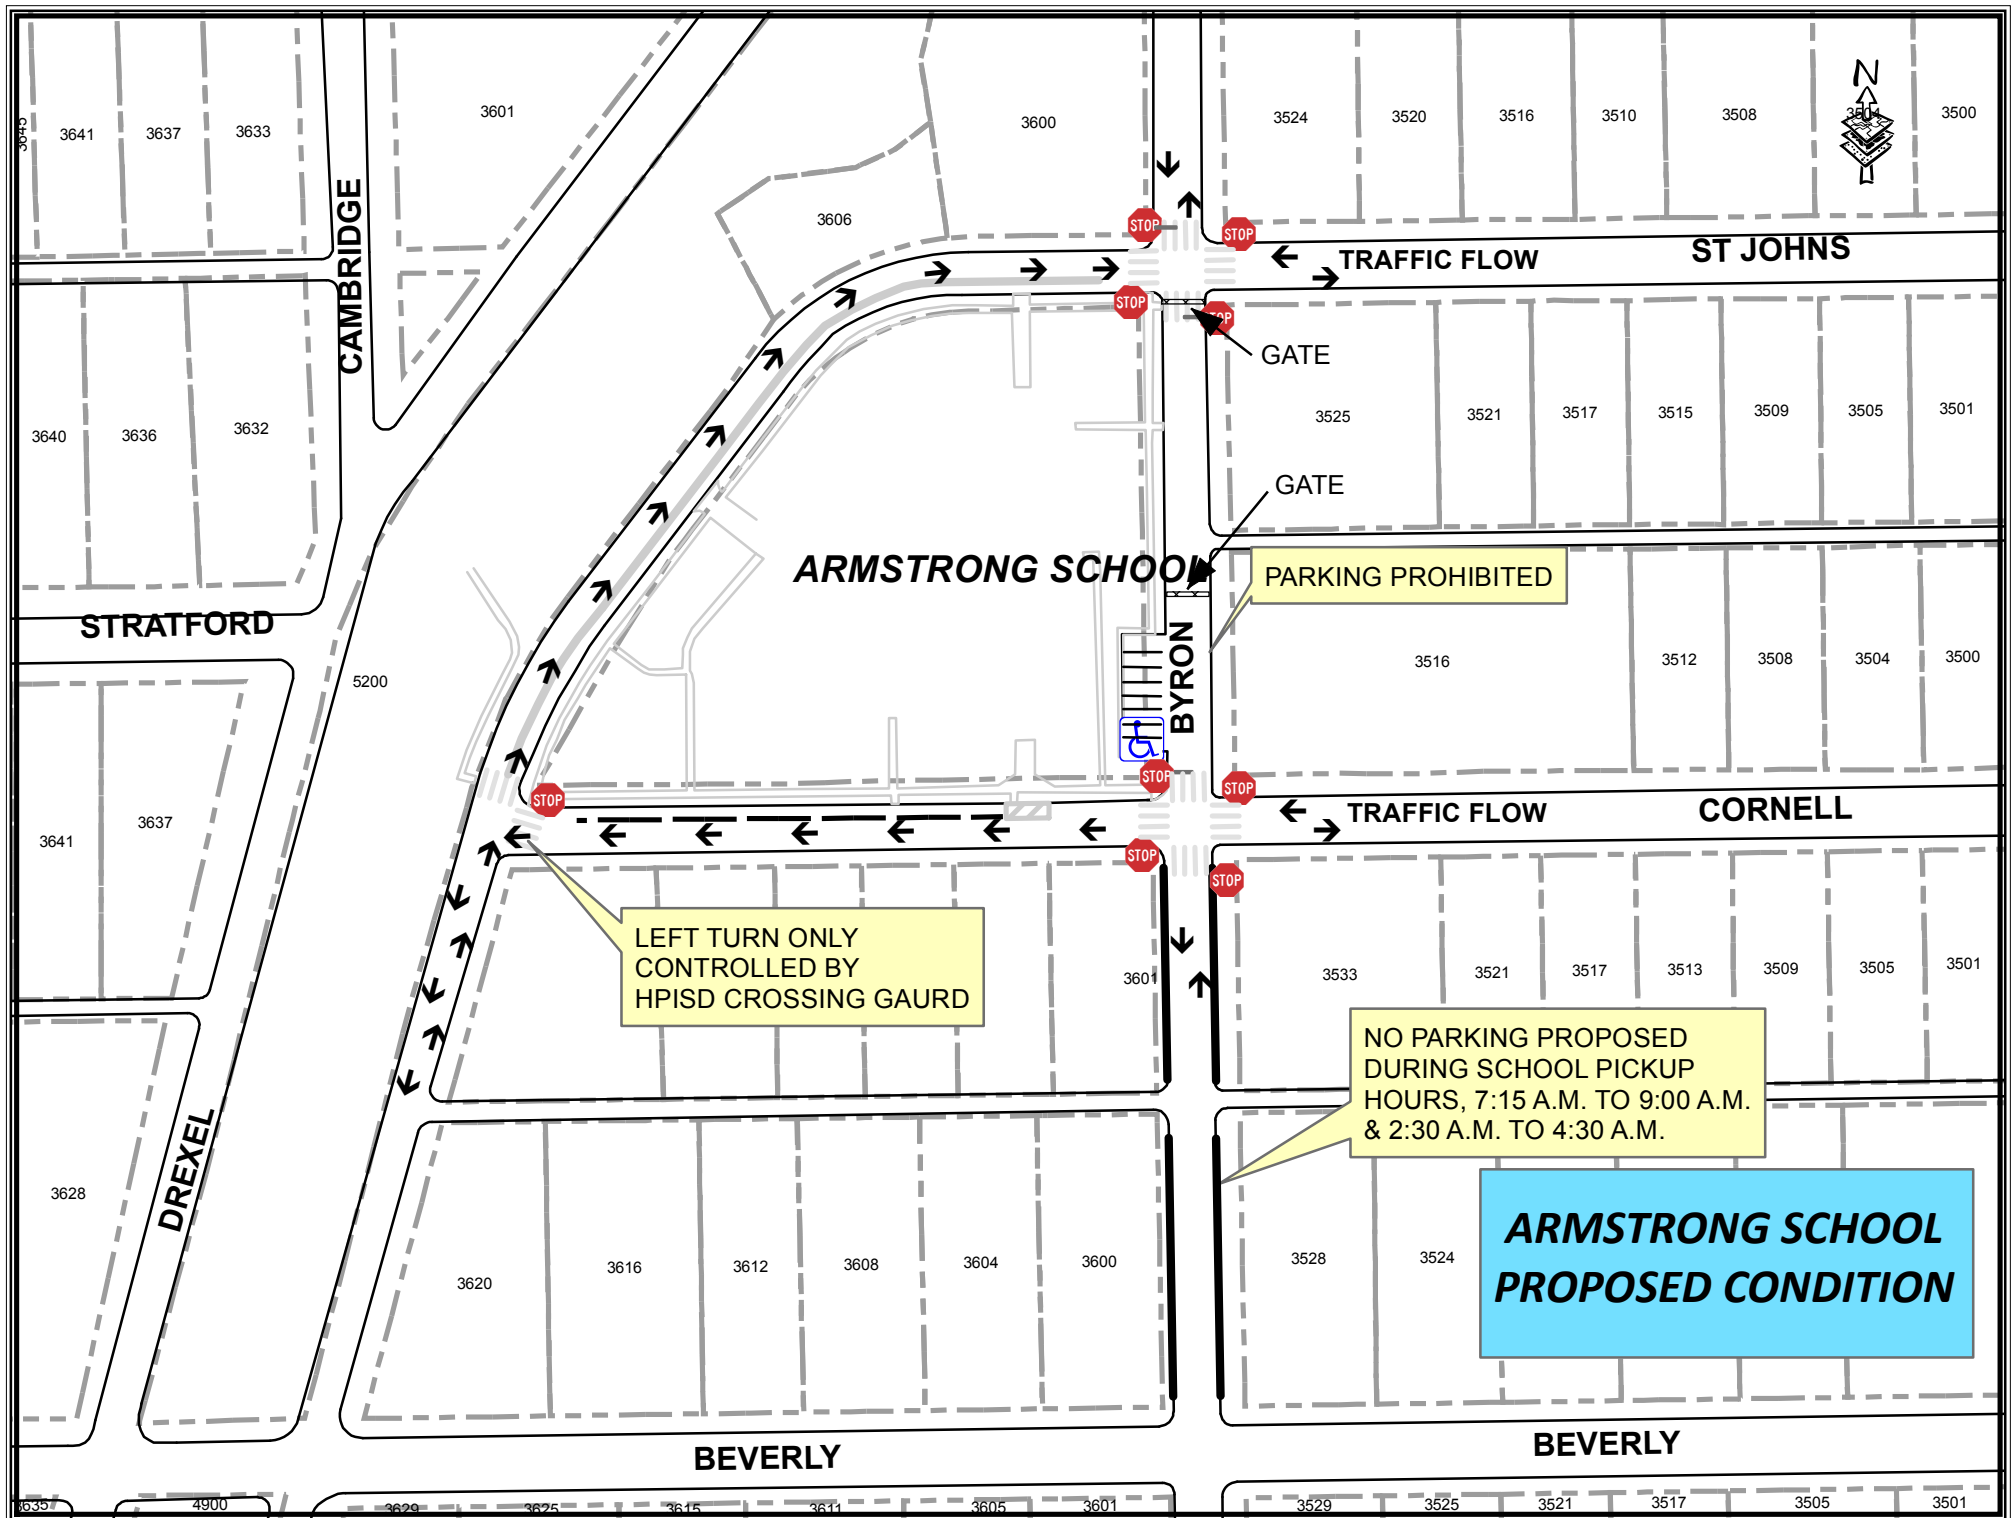 3645
3641
3637
3633
3601
3600
3524
3520
3516
3510
3508
3504
3500
N
3606
CAMBRIDGE
STOP
STOP
TRAFFIC FLOW
ST JOHNS
STOP
STOP
GATE
3640
3636
3632
3525
3521
3517
3515
3509
3505
3501
GATE
ARMSTRONG SCHOOL
PARKING PROHIBITED
STRATFORD
5200
BYRON
3516
3512
3508
3504
3500
STOP
STOP
STOP
TRAFFIC FLOW
CORNELL
3641
3637
STOP
STOP
LEFT TURN ONLY
CONTROLLED BY
HPISD CROSSING GAURD
3601
3533
3521
3517
3513
3509
3505
3501
NO PARKING PROPOSED
DURING SCHOOL PICKUP
HOURS, 7:15 A.M. TO 9:00 A.M.
& 2:30 A.M. TO 4:30 A.M.
DREXEL
3628
3620
3616
3612
3608
3604
3600
3528
3524
ARMSTRONG SCHOOL
PROPOSED CONDITION
BEVERLY
BEVERLY
3635
4900
3629
3625
3615
3611
3605
3601
3529
3525
3521
3517
3505
3501